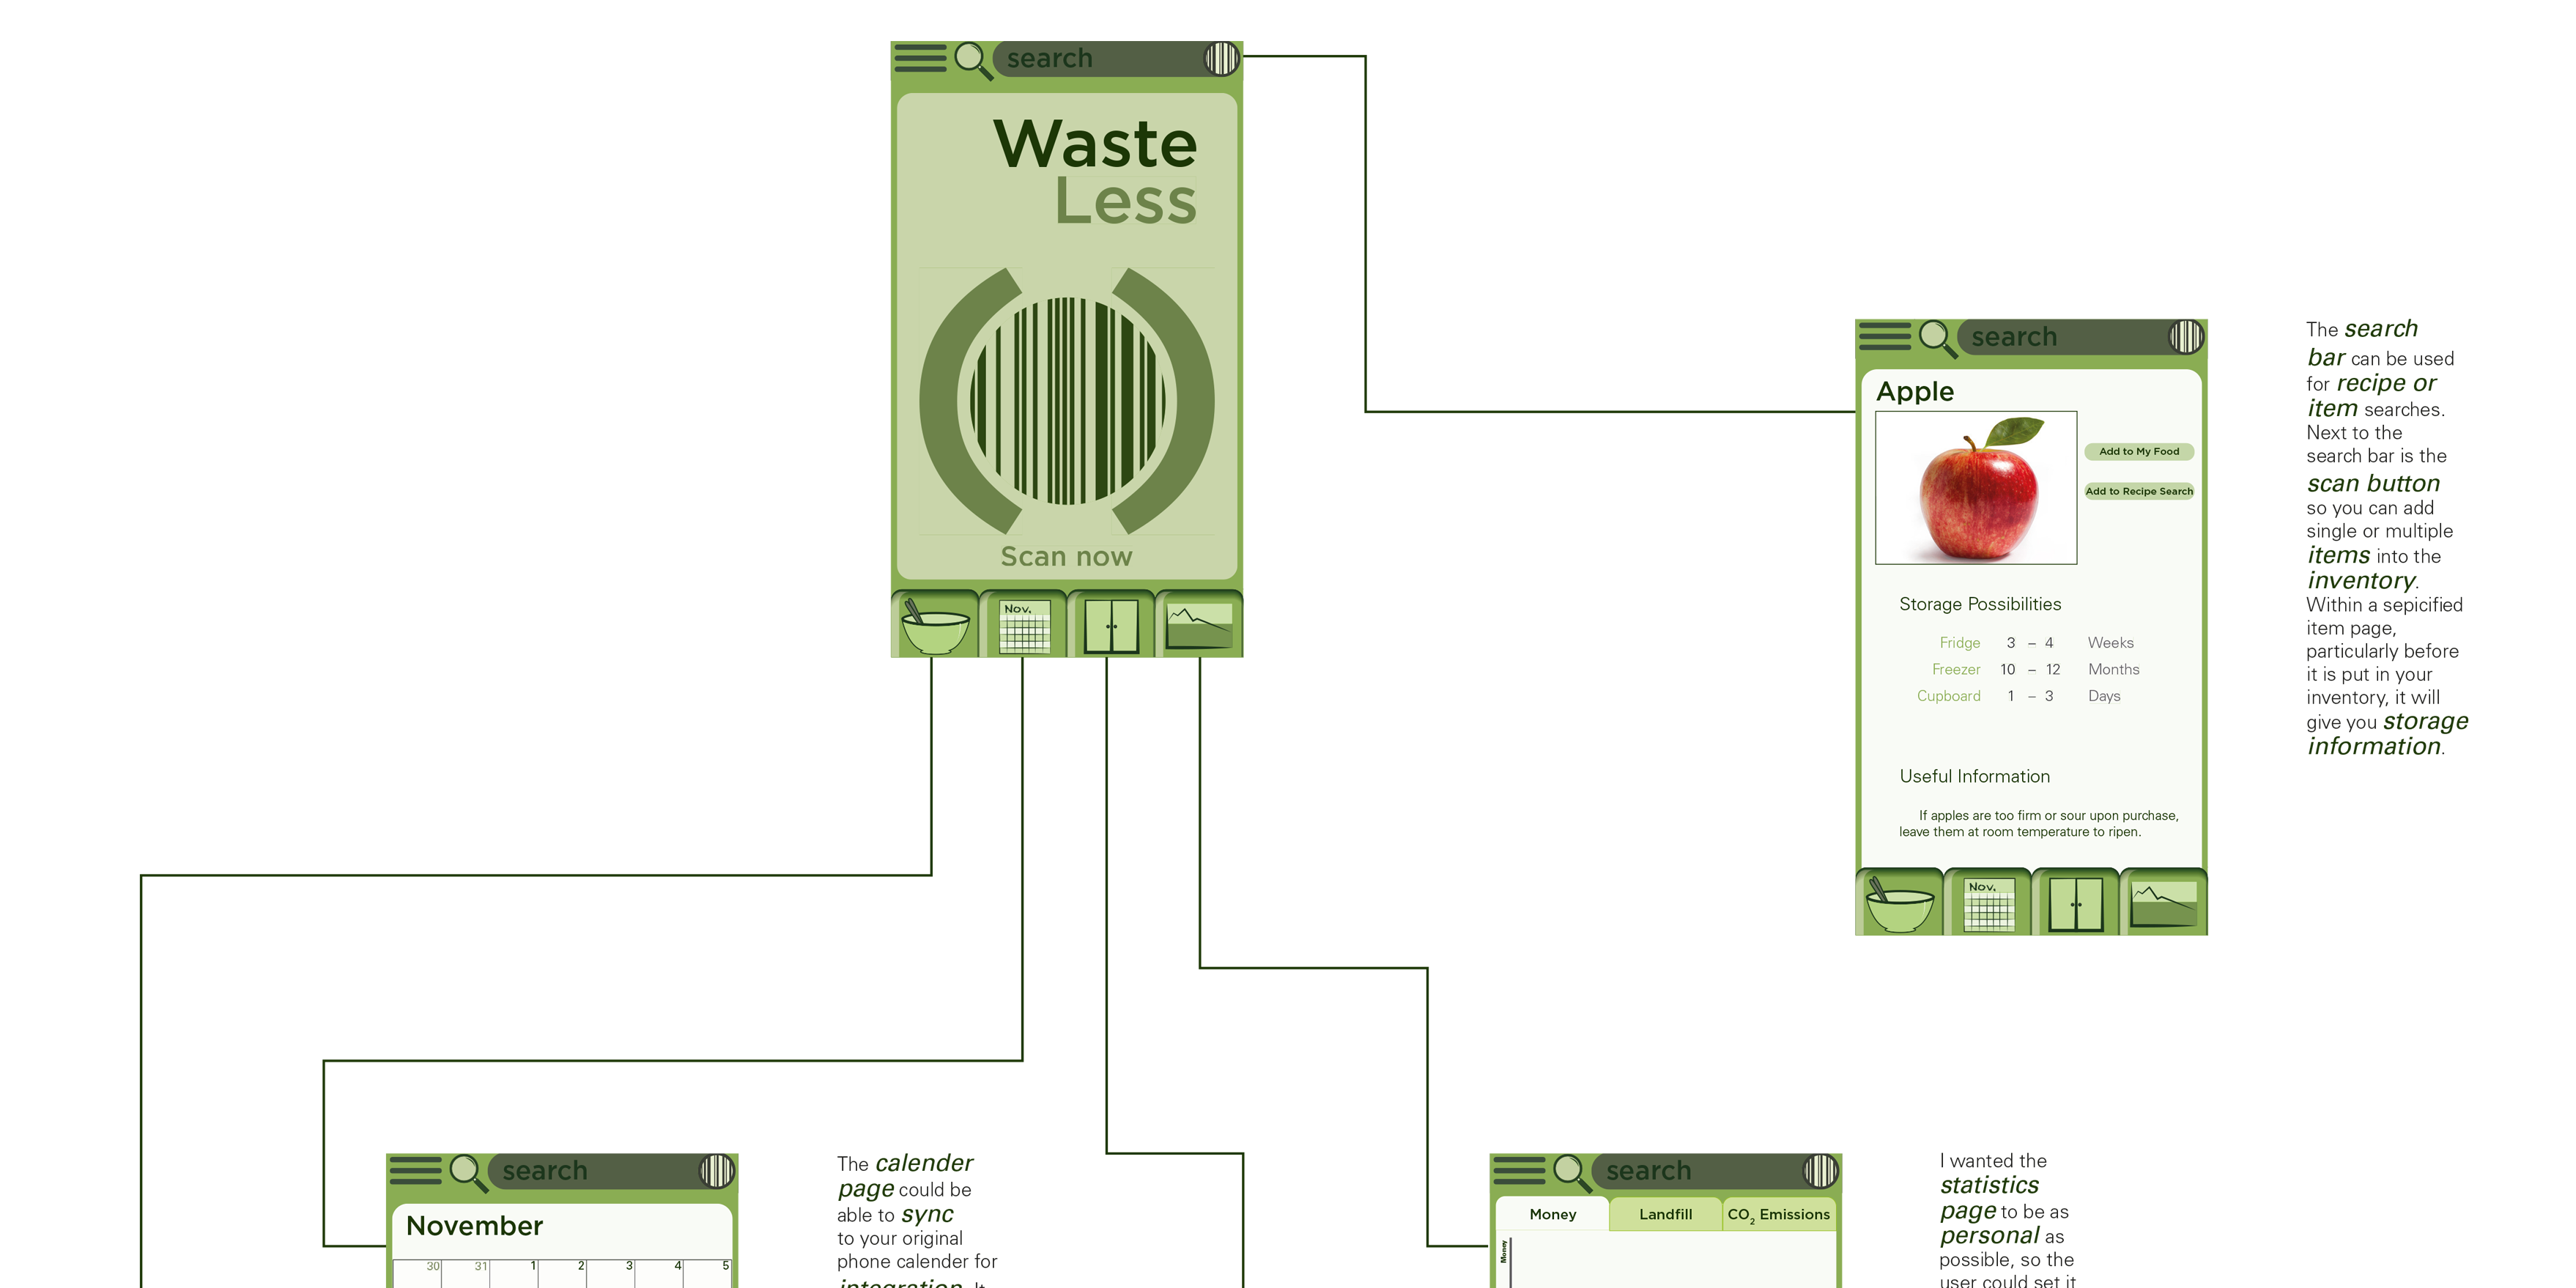 search
Waste
Less
Scan now
Nov.
search
Apple
Add to My Food
Add to Recipe Search
Storage Possibilities
Fridge 3 – 4 Weeks
Freezer 10 – 12 Months
Cupboard 1 – 3 Days
Useful Information
If apples are too firm or sour upon purchase,
leave them at room temperature to ripen.
Nov.
The search
bar can be used
for recipe or
item searches.
Next to the
search bar is the
scan button
so you can add
single or multiple
items into the
inventory.
Within a sepicified
item page,
particularly before
it is put in your
inventory, it will
give you storage
information.
search
November
30 31 1 2 3 4 5
The calender
page could be
able to sync
to your original
phone calender for
integration. It
search
Money Landfill CO2 Emissions
Money
I wanted the
statistics
page to be as
personal as
possible, so the
user could set it